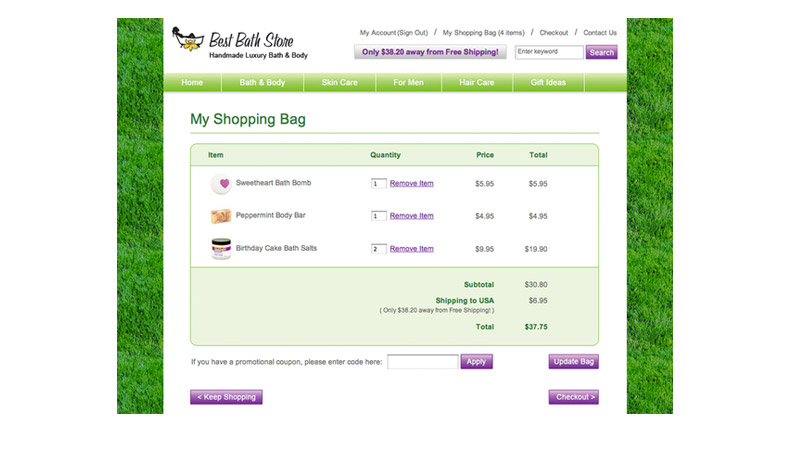 My Account (Sign Out) / My Shopping Bag (4 items) / Checkout / Contact Us
Best Bath Store
Handmade Luxury Bath & Body
Only $38.20 away from Free Shipping!
Enter keyword
Search
Home
Bath & Body
Skin Care
For Men
Hair Care
Gift Ideas
My Shopping Bag
Item Quantity Price Total
Sweetheart Bath Bomb 1 Remove Item $5.95 $5.95
Peppermint Body Bar 1 Remove Item $4.95 $4.95
Birthday Cake Bath Salts 2 Remove Item $9.95 $19.90
Subtotal $30.80
Shipping to USA $6.95
( Only $38.20 away from Free Shipping! )
Total $37.75
If you have a promotional coupon, please enter code here:
Apply
Update Bag
< Keep Shopping
Checkout >